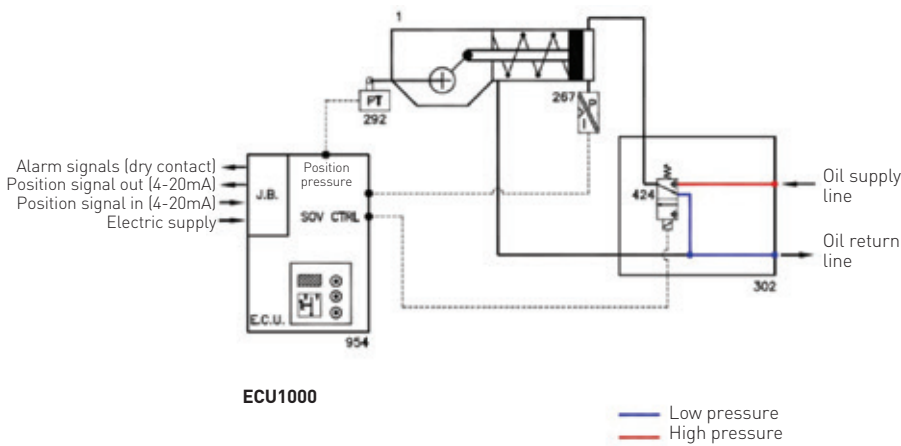 1
267
PT
292
Alarm signals (dry contact)
Position signal out (4-20mA)
Position signal in (4-20mA)
Electric supply
J.B.
Position
pressure
SOV CTRL
E.C.U.
954
424
Oil supply
line
Oil return
line
302
ECU1000
Low pressure
High pressure